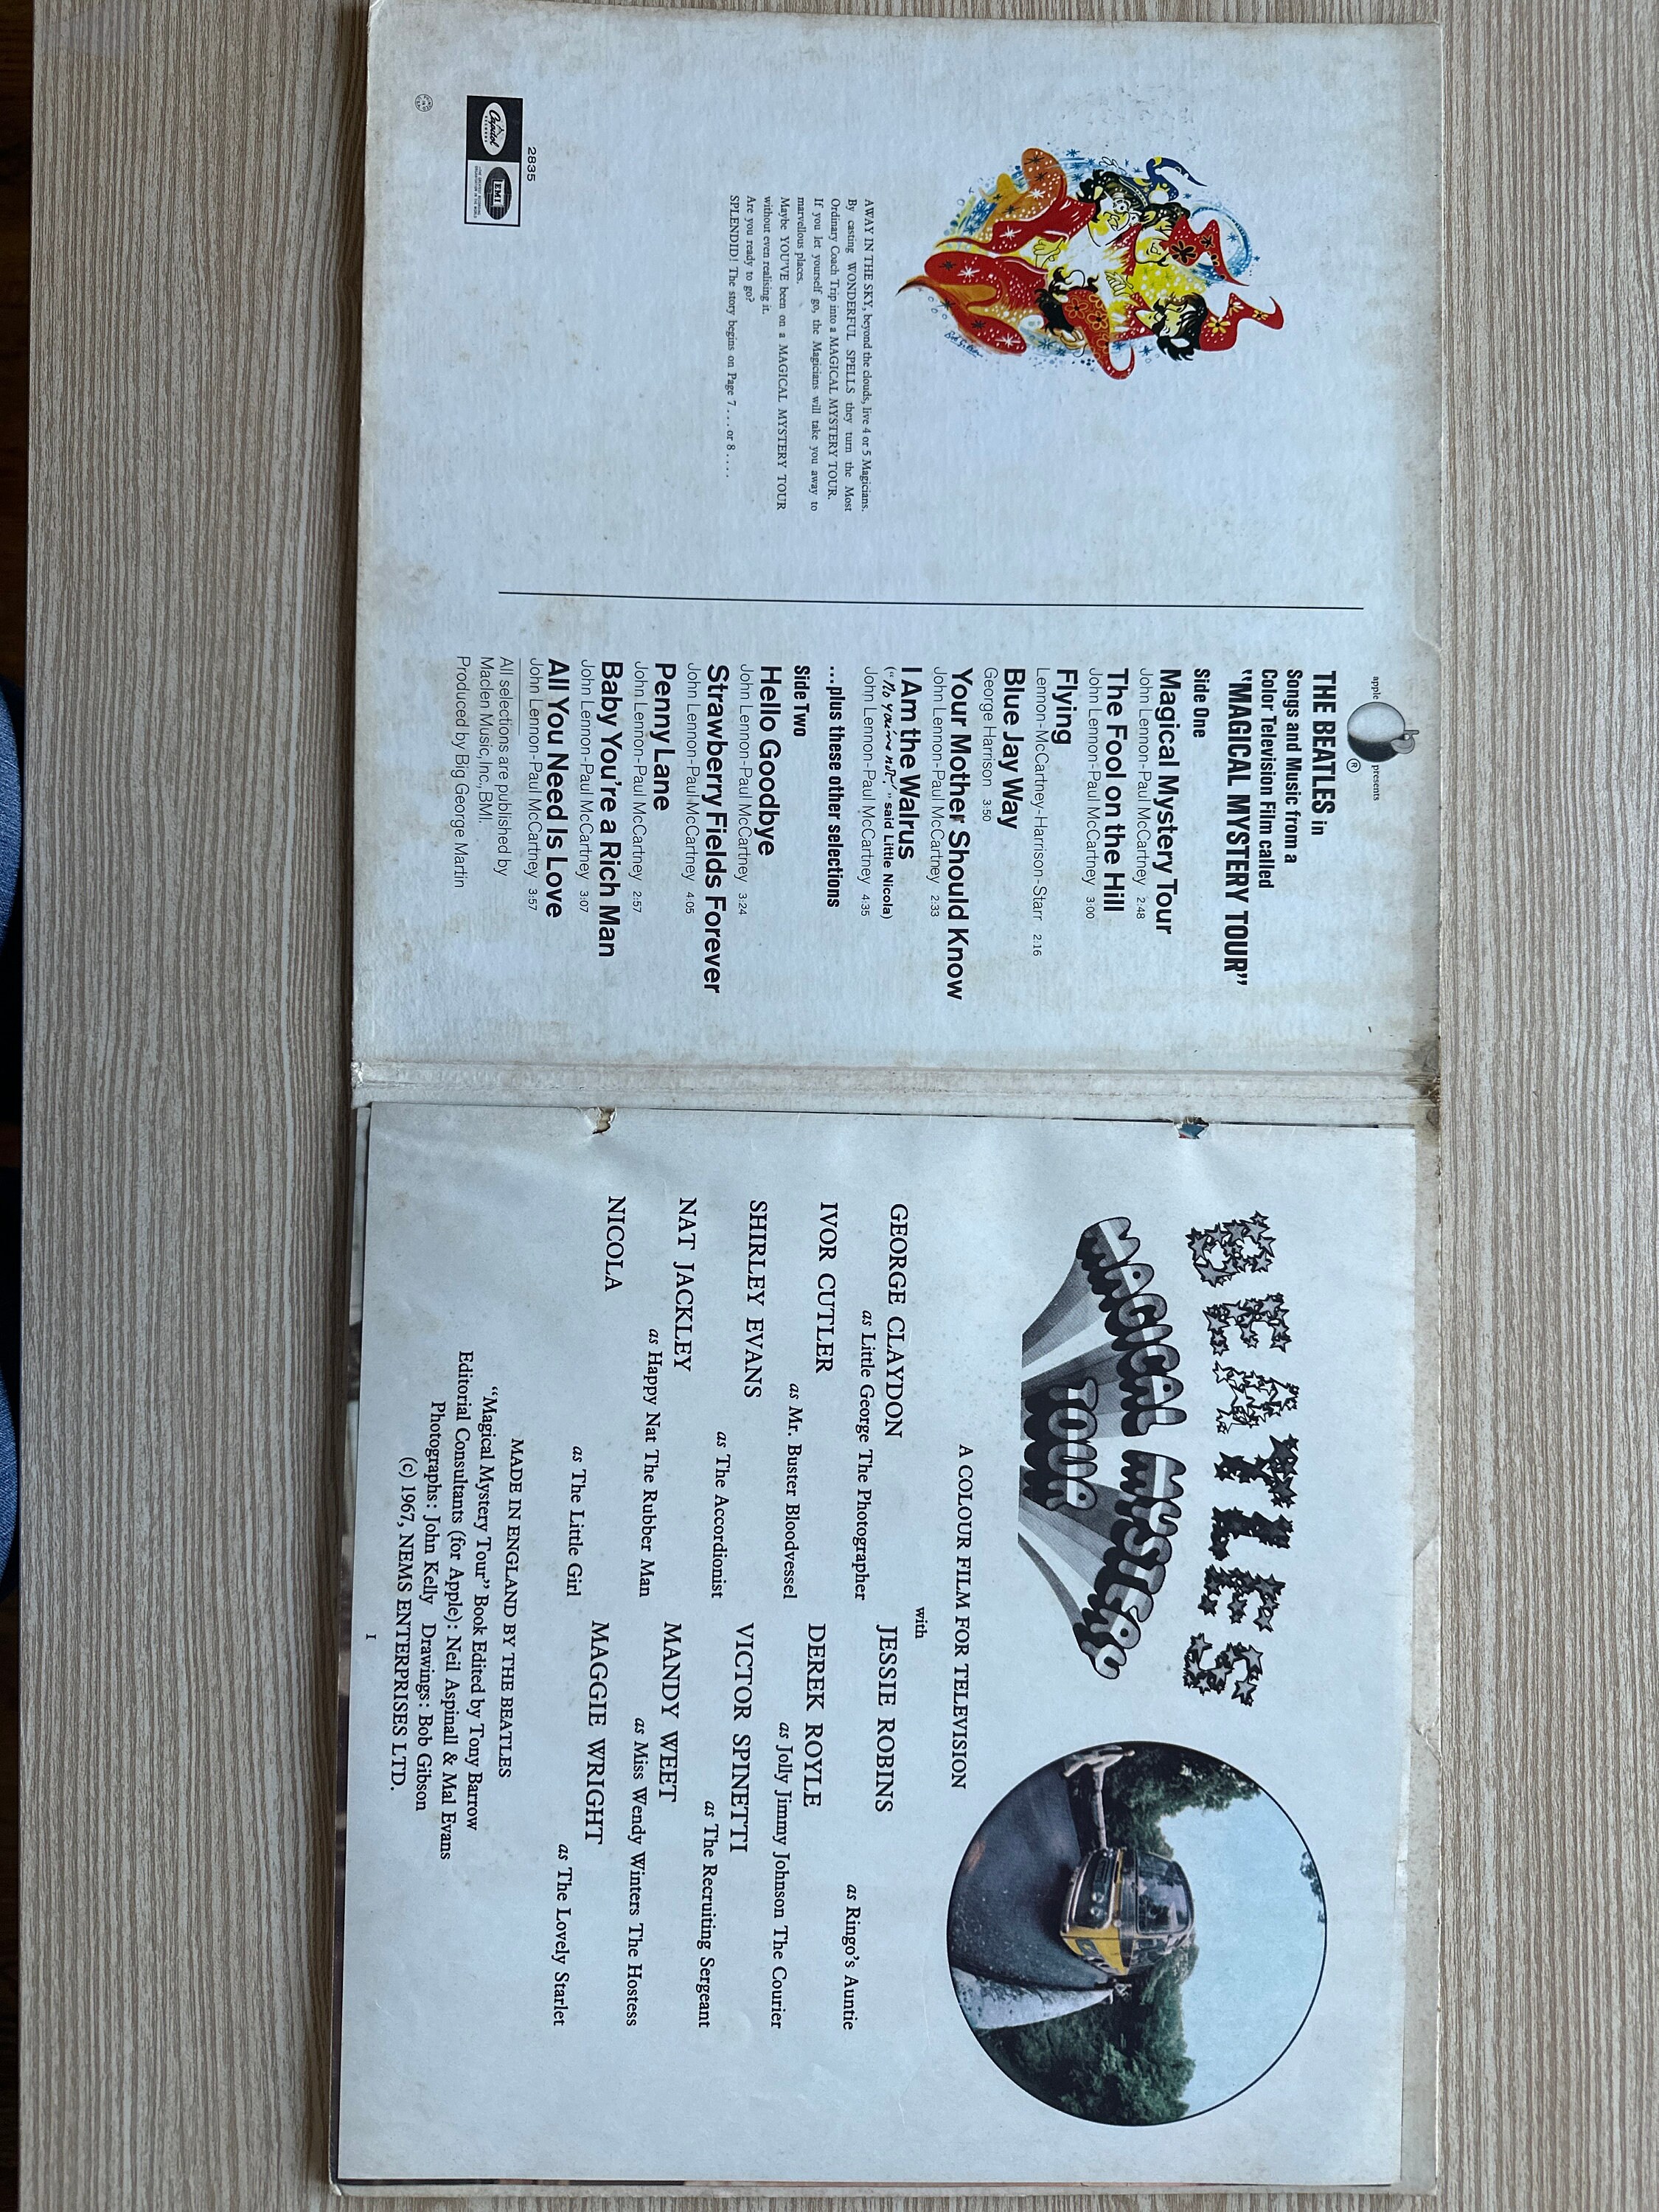 AWAY IN THE SKY, beyond the clouds, live 4 or 5 Magicians.
By casting WONDERFUL SPELLS they turn the Most
Ordinary Coach Trip into a MAGICAL MYSTERY TOUR.
If you let yourself go, the Magicians will take you away to
marvellous places.
Maybe YOU'VE been on a MAGICAL MYSTERY TOUR
without even realising it.
Are you ready to go?
SPLENDID! The story begins on Page 7 . . . or 8 . . . .
2835
Capitol
RECORDS
EMI
apple presents
®
THE BEATLES in
Songs and Music from a
Color Television Film called
"MAGICAL MYSTERY TOUR"
Side One
Magical Mystery Tour
John Lennon-Paul McCartney 2:48
The Fool on the Hill
John Lennon-Paul McCartney 3:00
Flying
Lennon-McCartney-Harrison-Starr 2:16
Blue Jay Way
George Harrison 3:50
Your Mother Should Know
John Lennon-Paul McCartney 2:33
I Am the Walrus
("No you're not!" said Little Nicola)
John Lennon-Paul McCartney 4:35
...plus these other selections
Side Two
Hello Goodbye
John Lennon-Paul McCartney 3:24
Strawberry Fields Forever
John Lennon-Paul McCartney 4:05
Penny Lane
John Lennon-Paul McCartney 2:57
Baby You're a Rich Man
John Lennon-Paul McCartney 3:07
All You Need Is Love
John Lennon-Paul McCartney 3:57
All selections are published by
Maclen Music, Inc., BMI.
Produced by Big George Martin
BEATLES
MAGICAL MYSTERY
TOUR
A COLOUR FILM FOR TELEVISION
with
GEORGE CLAYDON
as Little George The Photographer
IVOR CUTLER
as Mr. Buster Bloodvessel
SHIRLEY EVANS
as The Accordionist
NAT JACKLEY
as Happy Nat The Rubber Man
NICOLA
as The Little Girl
JESSIE ROBINS
as Ringo's Auntie
DEREK ROYLE
as Jolly Jimmy Johnson The Courier
VICTOR SPINETTI
as The Recruiting Sergeant
MANDY WEET
as Miss Wendy Winters The Hostess
MAGGIE WRIGHT
as The Lovely Starlet
MADE IN ENGLAND BY THE BEATLES
"Magical Mystery Tour" Book Edited by Tony Barrow
Editorial Consultants (for Apple): Neil Aspinall & Mal Evans
Photographs: John Kelly Drawings: Bob Gibson
(c) 1967, NEMS ENTERPRISES LTD.
1